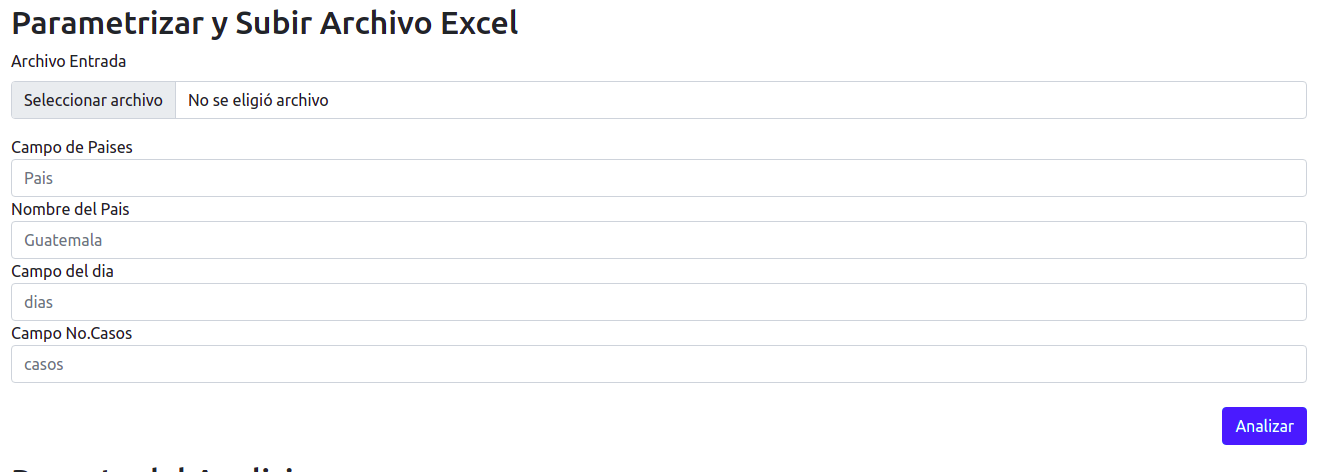 Parametrizar y Subir Archivo Excel
Archivo Entrada
Seleccionar archivo No se eligió archivo
Campo de Paises
Pais
Nombre del Pais
Guatemala
Campo del dia
dias
Campo No.Casos
casos
Analizar